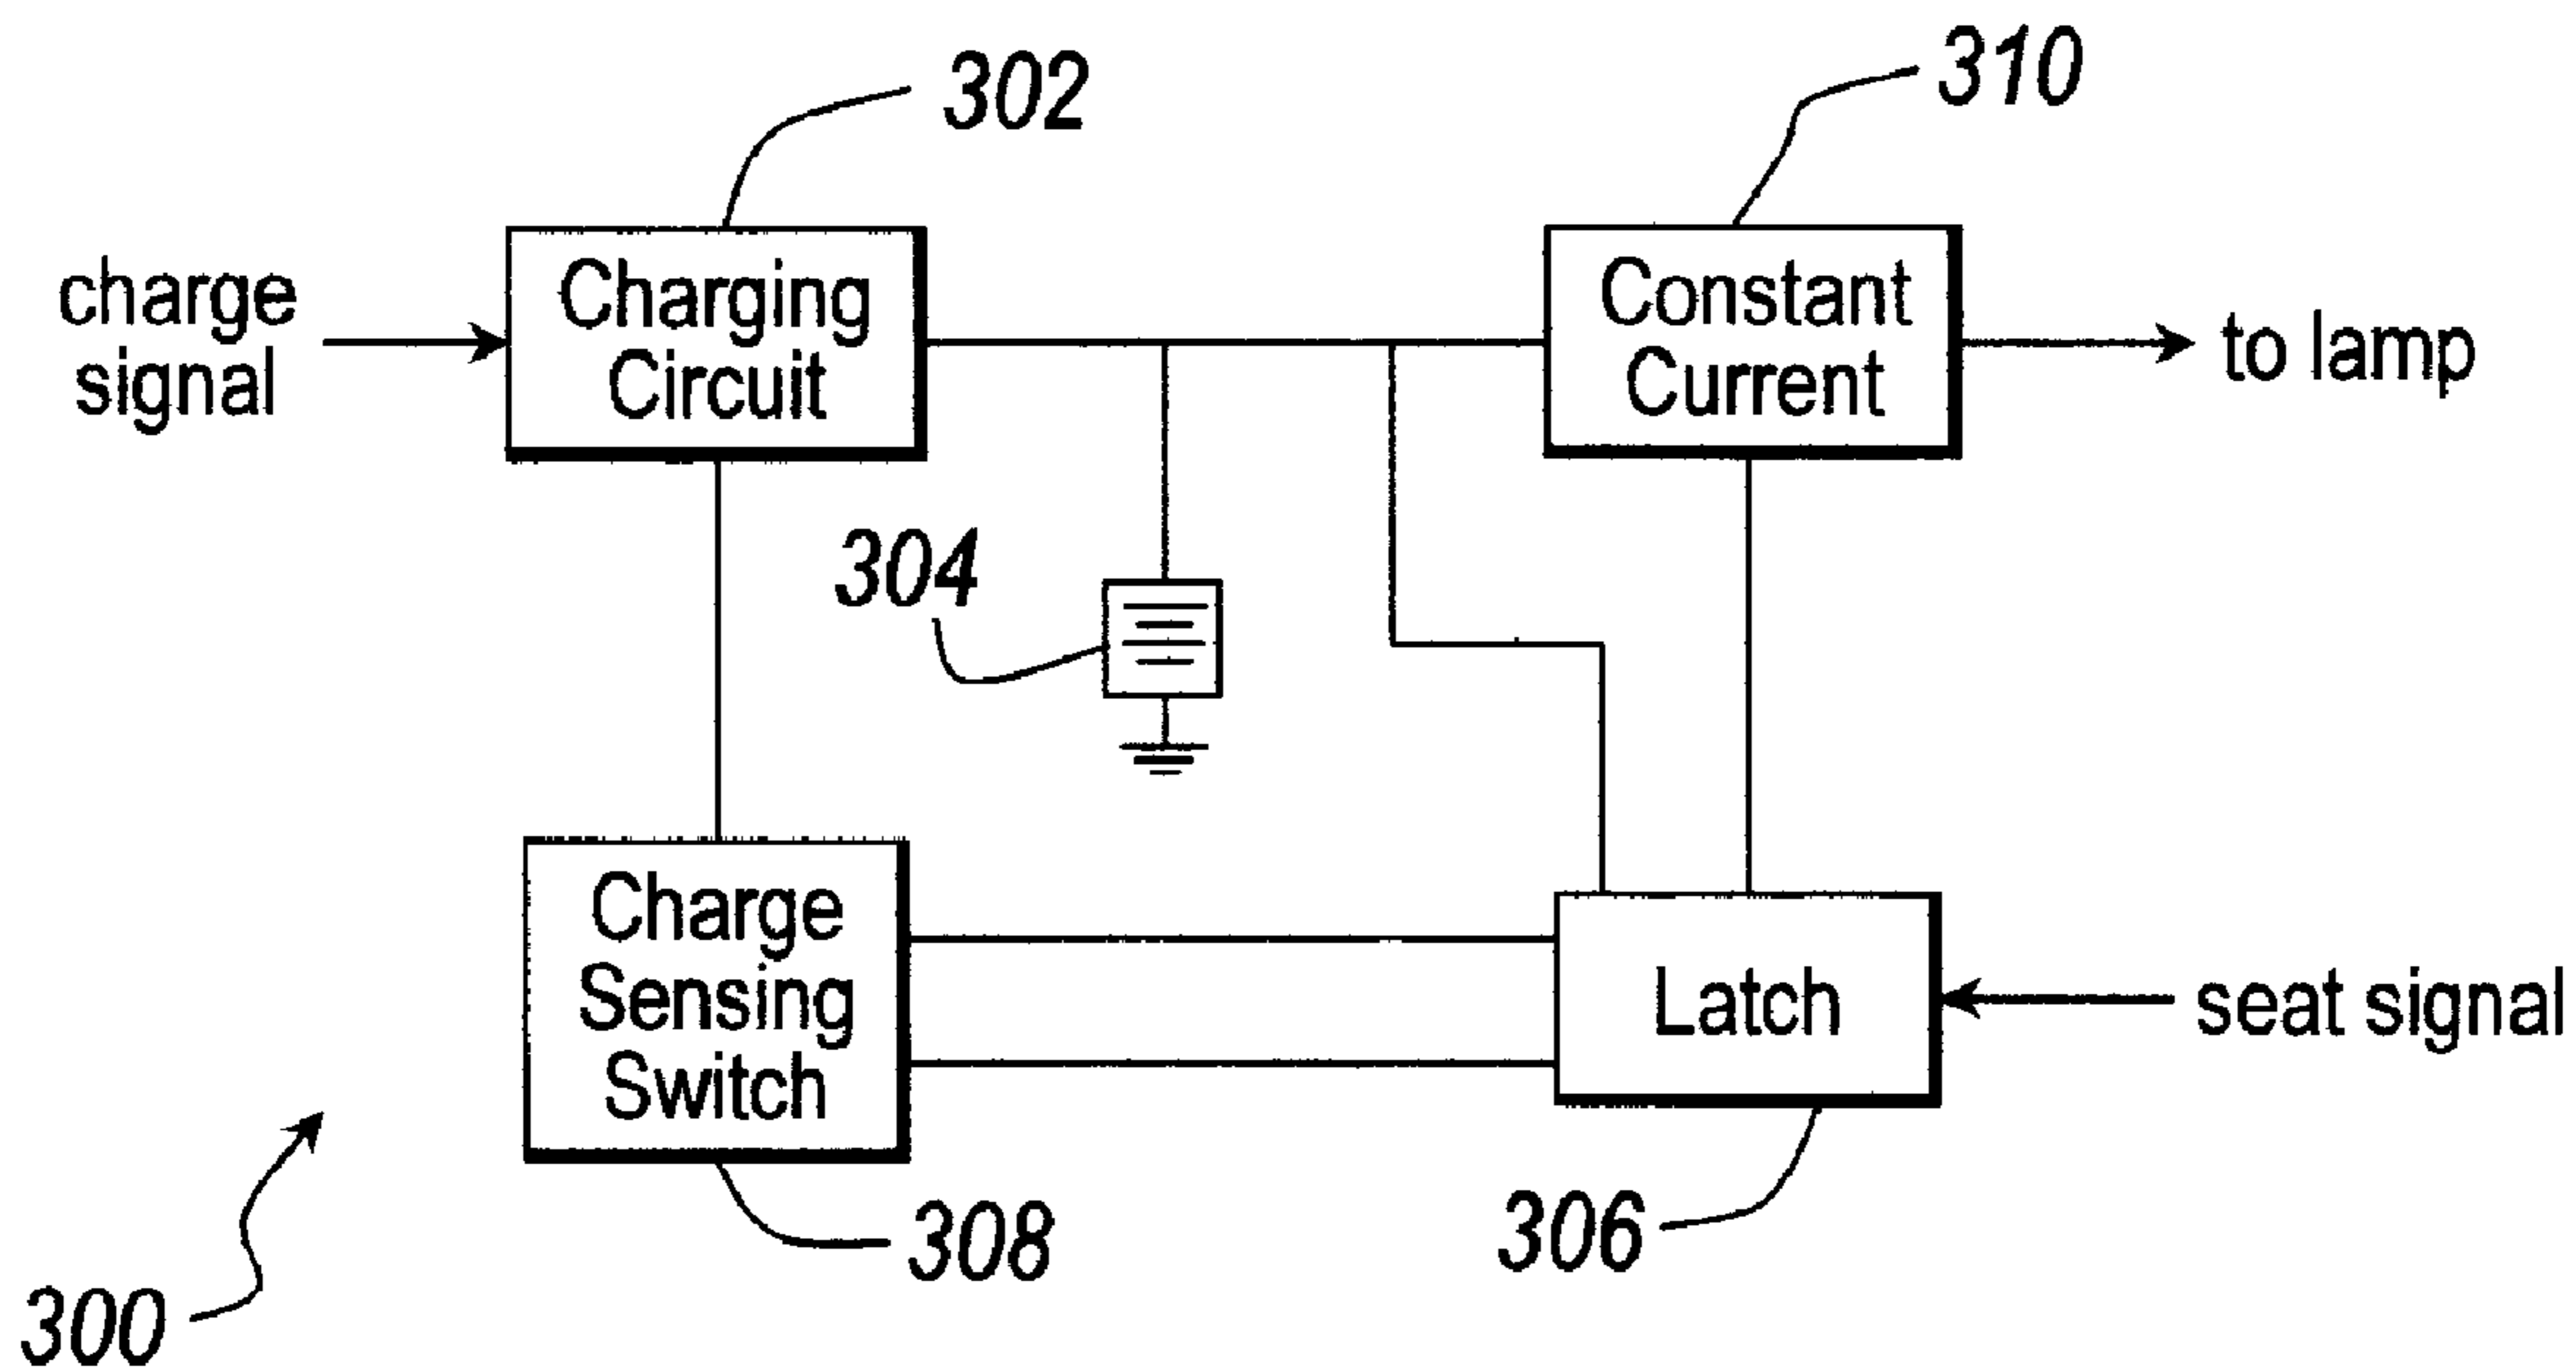 302
310
charge
signal
Charging
Circuit
Constant
Current
to lamp
304
Charge
Sensing
Switch
Latch
seat signal
308
306
300